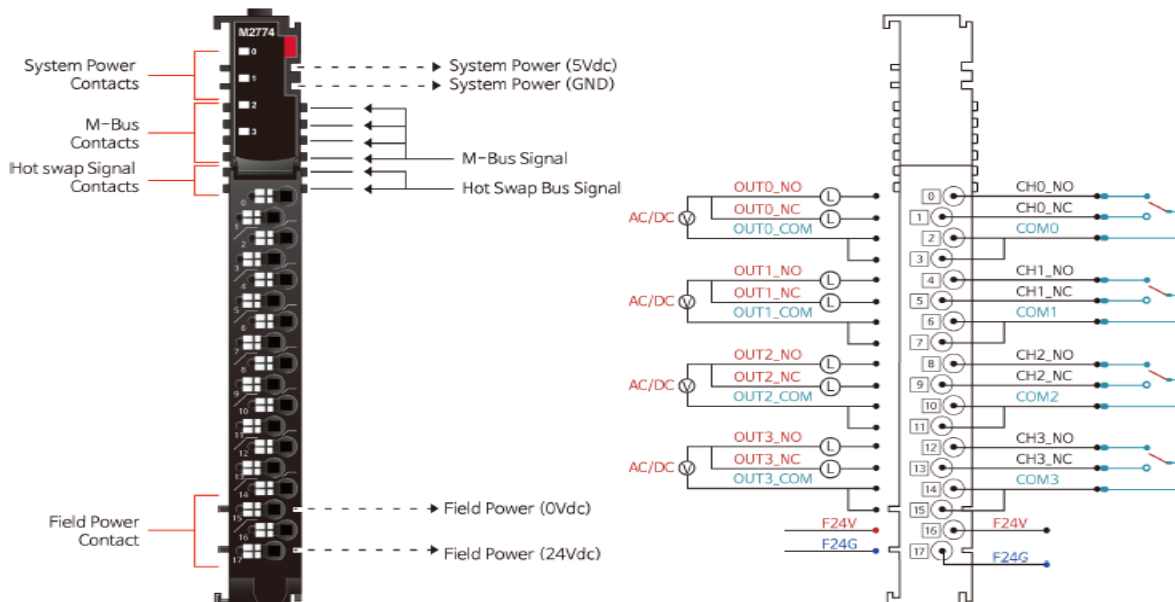 M2774
0
1
2
3
System Power
Contacts
M-Bus
Contacts
Hot swap Signal
Contacts
System Power (5Vdc)
System Power (GND)
M-Bus Signal
Hot Swap Bus Signal
0
1
2
3
4
5
6
7
8
9
10
11
12
13
14
15
16
17
Field Power
Contact
Field Power (0Vdc)
Field Power (24Vdc)
AC/DC
V
OUT0_NO
L
OUT0_NC
L
OUT0_COM
AC/DC
V
OUT1_NO
L
OUT1_NC
L
OUT1_COM
AC/DC
V
OUT2_NO
L
OUT2_NC
L
OUT2_COM
AC/DC
V
OUT3_NO
L
OUT3_NC
L
OUT3_COM
F24V
F24G
0
CH0_NO
1
CH0_NC
2
COM0
3
4
CH1_NO
5
CH1_NC
6
COM1
7
8
CH2_NO
9
CH2_NC
10
COM2
11
12
CH3_NO
13
CH3_NC
14
COM3
15
16
F24V
17
F24G